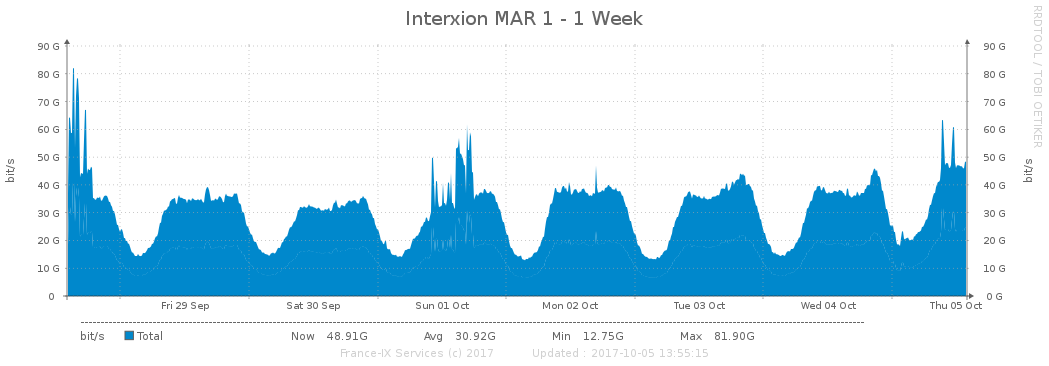 Interxion MAR 1 - 1 Week
RRDTOOL / TOBI OETIKER
90 G 90 G
80 G 80 G
70 G 70 G
60 G 60 G
50 G 50 G
40 G 40 G
30 G 30 G
20 G 20 G
10 G 10 G
0 0 G
bit/s
bit/s
Fri 29 Sep Sat 30 Sep Sun 01 Oct Mon 02 Oct Tue 03 Oct Wed 04 Oct Thu 05 Oct
bit/s Total Now 48.91G Avg 30.92G Min 12.75G Max 81.90G
France-IX Services (c) 2017 Updated : 2017-10-05 13:55:15